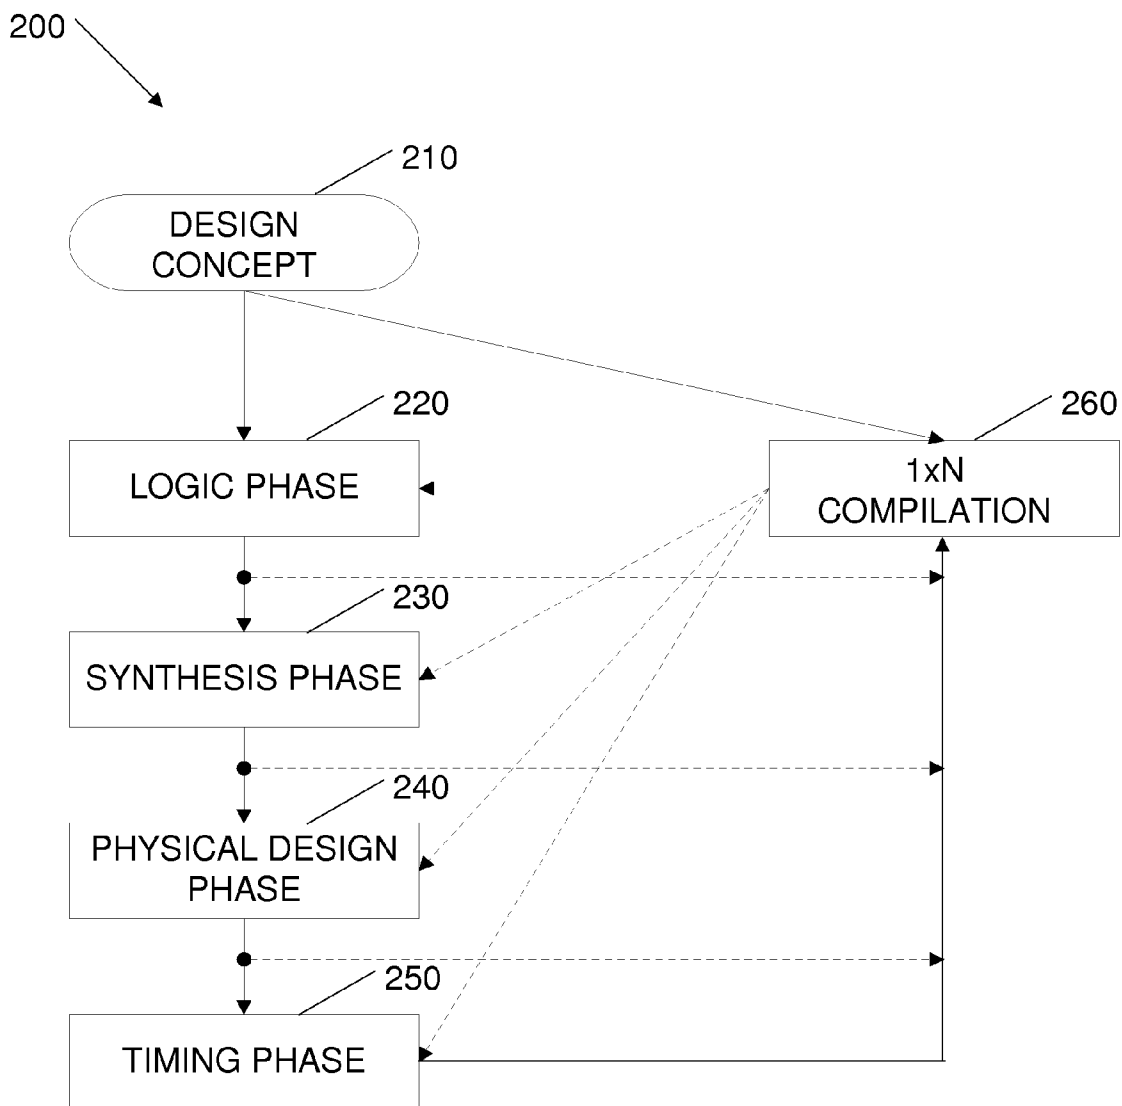 200
210
DESIGN
CONCEPT
220
260
LOGIC PHASE
1xN
COMPILATION
230
SYNTHESIS PHASE
240
PHYSICAL DESIGN
PHASE
250
TIMING PHASE